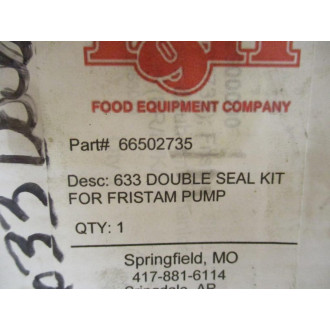 FOOD EQUIPMENT COMPANY
Part# 66502735
Desc: 633 DOUBLE SEAL KIT
FOR FRISTAM PUMP
QTY: 1
Springfield, MO
417-881-6114
633